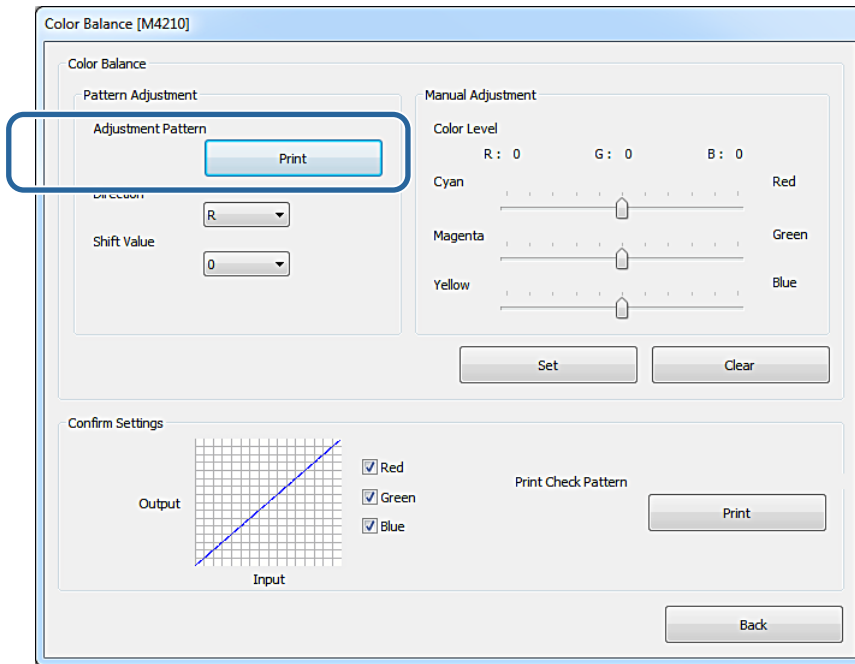 Color Balance [M4210]
Color Balance
Pattern Adjustment
Adjustment Pattern
Print
Direction
R
Shift Value
0
Manual Adjustment
Color Level
R: 0 G: 0 B: 0
Cyan Red
Magenta Green
Yellow Blue
Set Clear
Confirm Settings
Output
Input
Red
Green
Blue
Print Check Pattern
Print
Back